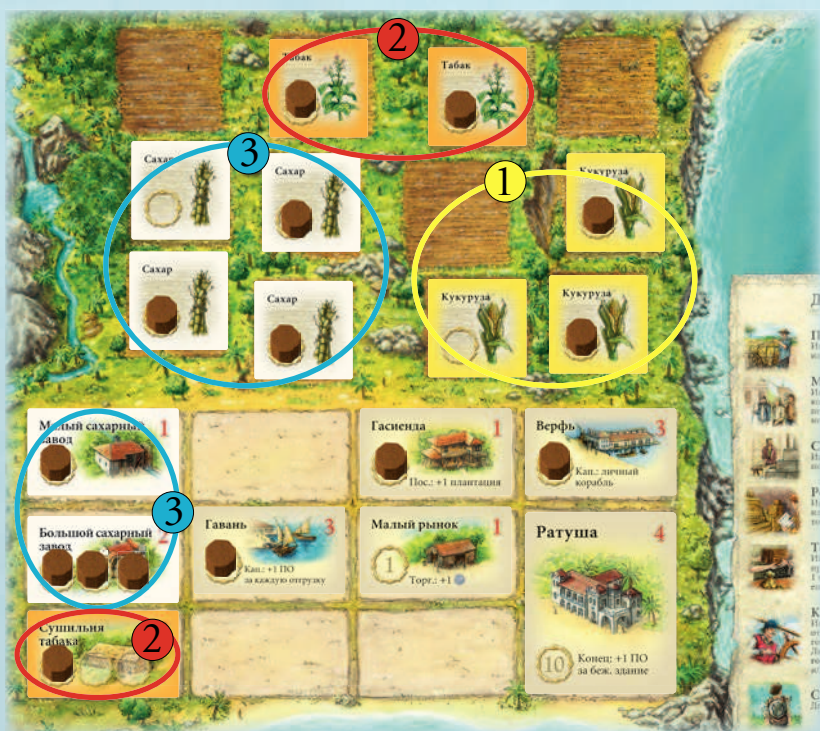 2
Табак
Табак
3
Сахар
Сахар
1
Кукуруза
Сахар
Сахар
Кукуруза
Кукуруза
Малый сахарный
завод
1
Гасиенда
1
Пос.: +1 плантация
Верфь
3
Кап.: личный
корабль
3
Большой сахарный
завод
2
Гавань
3
Кап.: +1 ПО
за каждую отгрузку
Малый рынок
1
1
Торг.: +1
Ратуша
4
10
Конец: +1 ПО
за беж. здание
Сушильня
табака
2